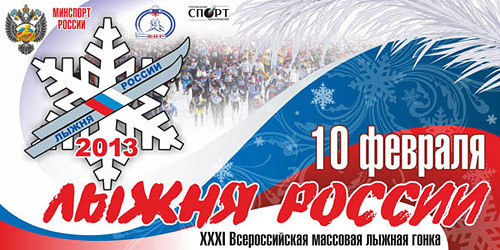 МИНСПОРТ
РОССИИ
СПОРТ
ЛЫЖНЯ РОССИИ
2013
10 февраля
ЛЫЖНЯ РОССИИ
XXXI Всероссийская массовая лыжная гонка